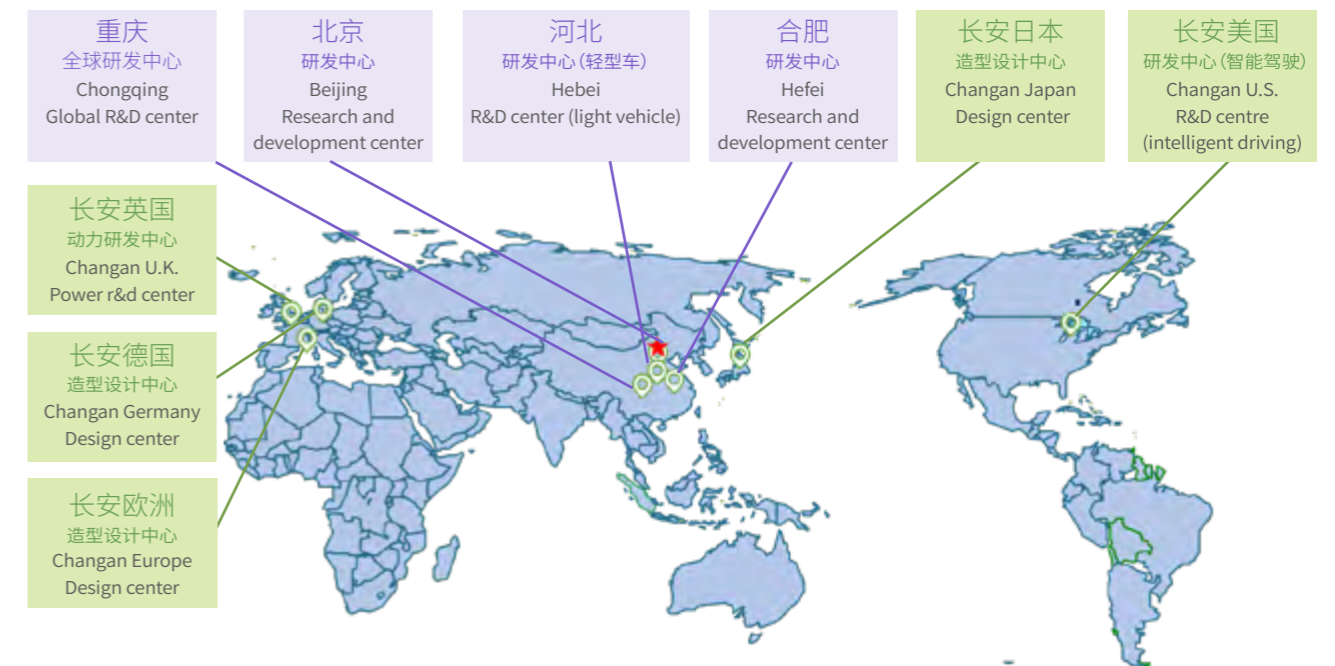 重庆
全球研发中心
Chongqing
Global R&D center
北京
研发中心
Beijing
Research and
development center
河北
研发中心（轻型车）
Hebei
R&D center (light vehicle)
合肥
研发中心
Hefei
Research and
development center
长安日本
造型设计中心
Changan Japan
Design center
长安美国
研发中心（智能驾驶）
Changan U.S.
R&D centre
(intelligent driving)
长安英国
动力研发中心
Changan U.K.
Power r&d center
长安德国
造型设计中心
Changan Germany
Design center
长安欧洲
造型设计中心
Changan Europe
Design center